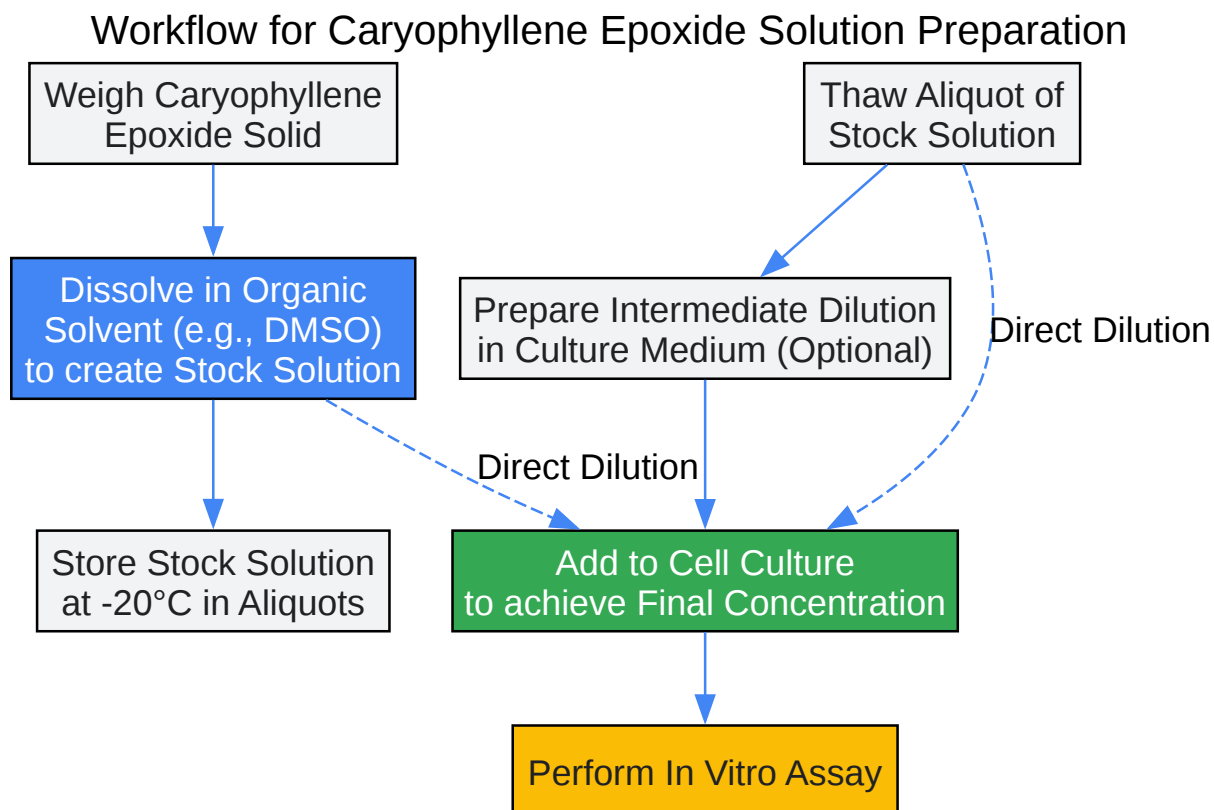 Workflow for Caryophyllene Epoxide Solution Preparation
Weigh Caryophyllene
Epoxide Solid
Thaw Aliquot of
Stock Solution
Dissolve in Organic
Solvent (e.g., DMSO)
to create Stock Solution
Prepare Intermediate Dilution
in Culture Medium (Optional)
Direct Dilution
Direct Dilution
Store Stock Solution
at -20°C in Aliquots
Add to Cell Culture
to achieve Final Concentration
Perform In Vitro Assay